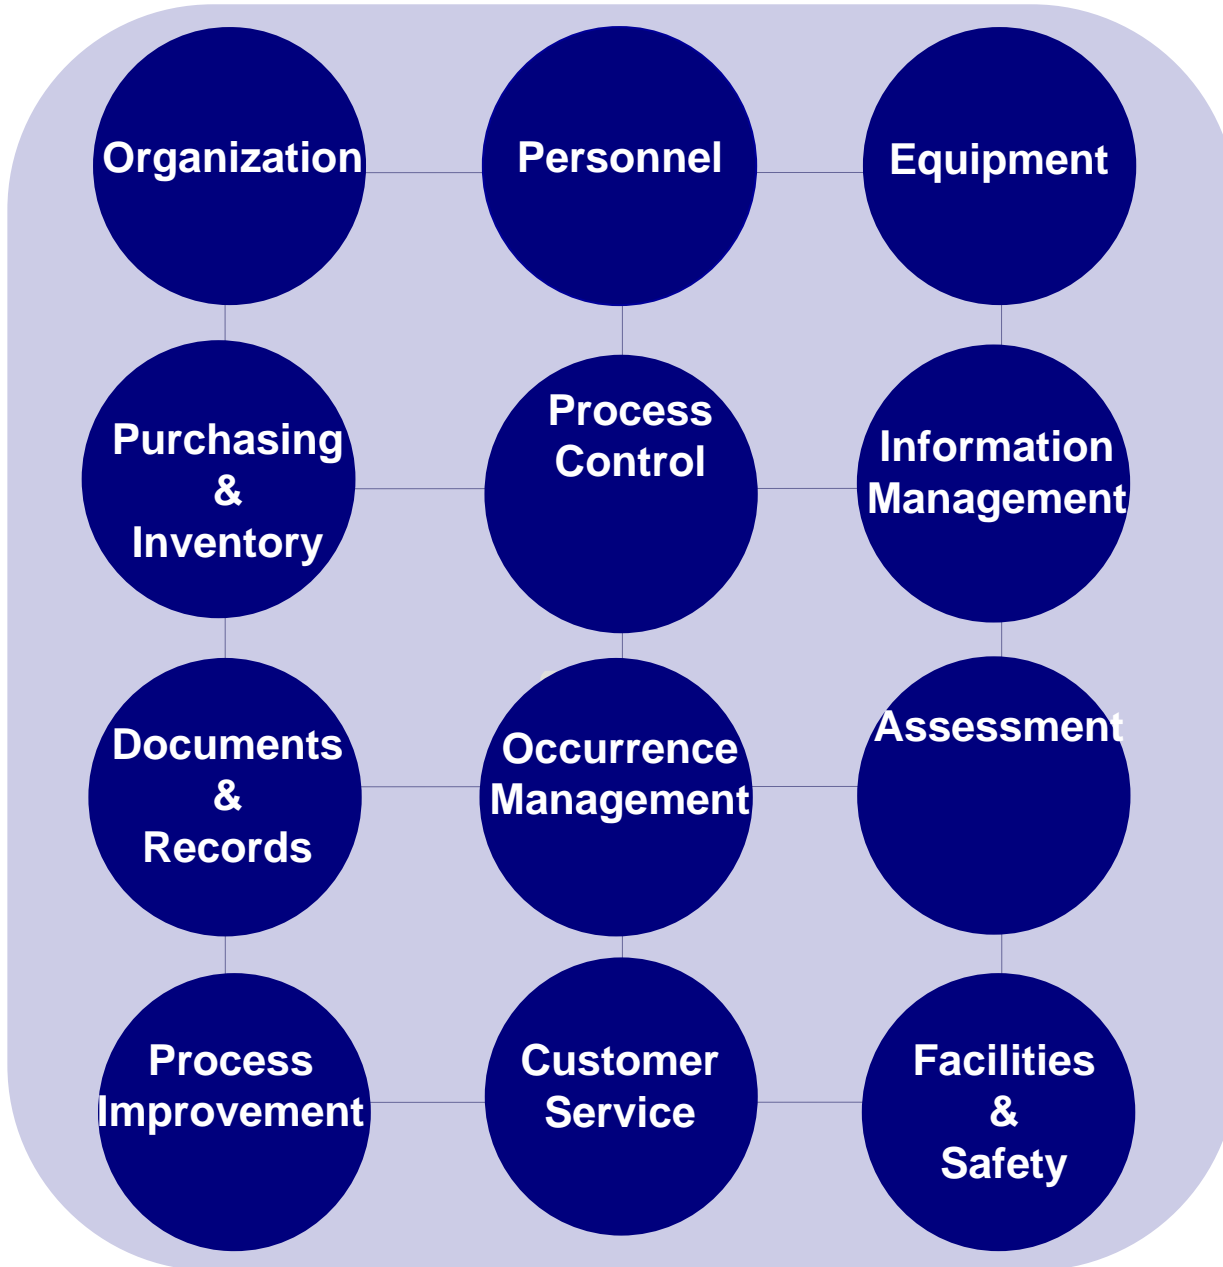 Organization
Personnel
Equipment
Purchasing
&
Inventory
Process
Control
Information
Management
Documents
&
Records
Occurrence
Management
Assessment
Process
Improvement
Customer
Service
Facilities
&
Safety